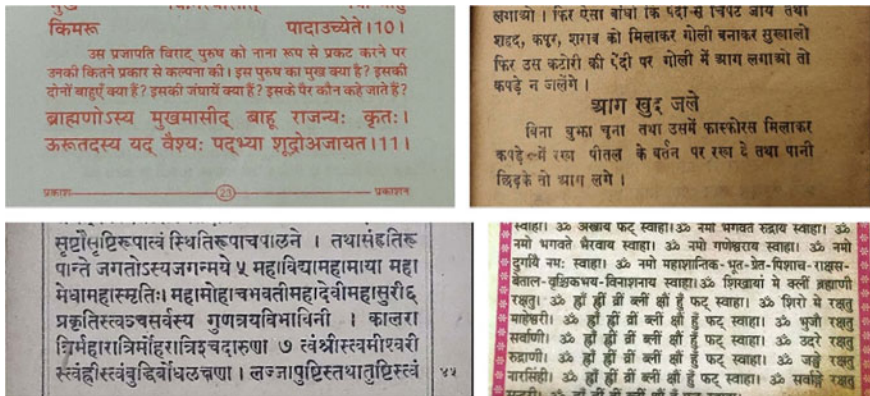 किमरू पादाउच्येते।10।
उस प्रजापति विराट् पुरुष को नाना रूप से प्रकट करने पर
उनकी कितने प्रकार से कल्पना की। इस पुरुष का मुख क्या है? इसकी
दोनों बाहुएँ क्या हैं? इसकी जंघायें क्या हैं? इसके पैर कौन कहे जाते हैं?
ब्राह्मणोऽस्य मुखमासीद् बाहू राजन्यः कृतः।
ऊरूतदस्य यद् वैश्यः पद्भ्या शूद्रोअजायत।11।
प्रकाश 23 प्रकाशन
लगाओ । फिर ऐसा बांधो कि पेंदी से चिपट जाय तथा
शहद, कपूर, शराब को मिलाकर गोली बनाकर सुखालो
फिर उस कटोरी की पेंदी पर गोली में आग लगाओ तो
कपड़े न जलेंगे ।
आग खुद जले
बिना बुझा चूना तथा उसमें फास्फोरस मिलाकर
कपड़े में रख पीतल के बर्तन पर रख दे तथा पानी
छिड़के तो आग लगे ।
सृष्टौसृष्टिरूपात्वं स्थितिरूपाचपालने । तथासंहृतिरू
पान्ते जगतोऽस्यजगन्मये ५ महाविद्यामहामाया महा
मेधामहास्मृतिः। महामोहाचभवतीमहादेवीमहासुरी६
प्रकृतिस्त्वञ्चसर्वस्य गुणत्रयविभाविनी । कालरा
त्रिर्महारात्रिर्मोहरात्रिश्चदारुणा ७ त्वंश्रीस्त्वमीश्वरी
स्त्वंह्रीस्त्वंबुद्धिर्बोधलक्षणा । लज्जापुष्टिस्तथातुष्टिस्त्वं ४५
स्वाहा। ॐ अस्त्राय फट् स्वाहा। ॐ नमो भगवते रुद्राय स्वाहा। ॐ
नमो भगवते भैरवाय स्वाहा। ॐ नमो गणेश्वराय स्वाहा। ॐ नमो
दुर्गायै नमः स्वाहा। ॐ नमो महाशान्तिक-भूत-प्रेत-पिशाच-राक्षस-
बेताल-वृश्चिकभय-विनाशनाय स्वाहा। ॐ शिखायां मे क्लीं ब्रह्माणी
रक्षतु। ॐ ह्रौं ह्रीं व्रीं क्लीं क्षौं हुँ फट् स्वाहा। ॐ शिरो मे रक्षतु
माहेश्वरी। ॐ ह्रौं ह्रीं व्रीं क्लीं क्षौं हुँ फट् स्वाहा। ॐ भुजौ रक्षतु
सर्वाणी। ॐ ह्रौं ह्रीं व्रीं क्लीं क्षौं हुँ फट् स्वाहा। ॐ उदरे रक्षतु
रुद्राणी। ॐ ह्रौं ह्रीं व्रीं क्लीं क्षौं हुँ फट् स्वाहा। ॐ जङ्घे रक्षतु
नारसिंही। ॐ ह्रौं ह्रीं व्रीं क्लीं क्षौं हुँ फट् स्वाहा। ॐ सर्वाङ्गे रक्षतु